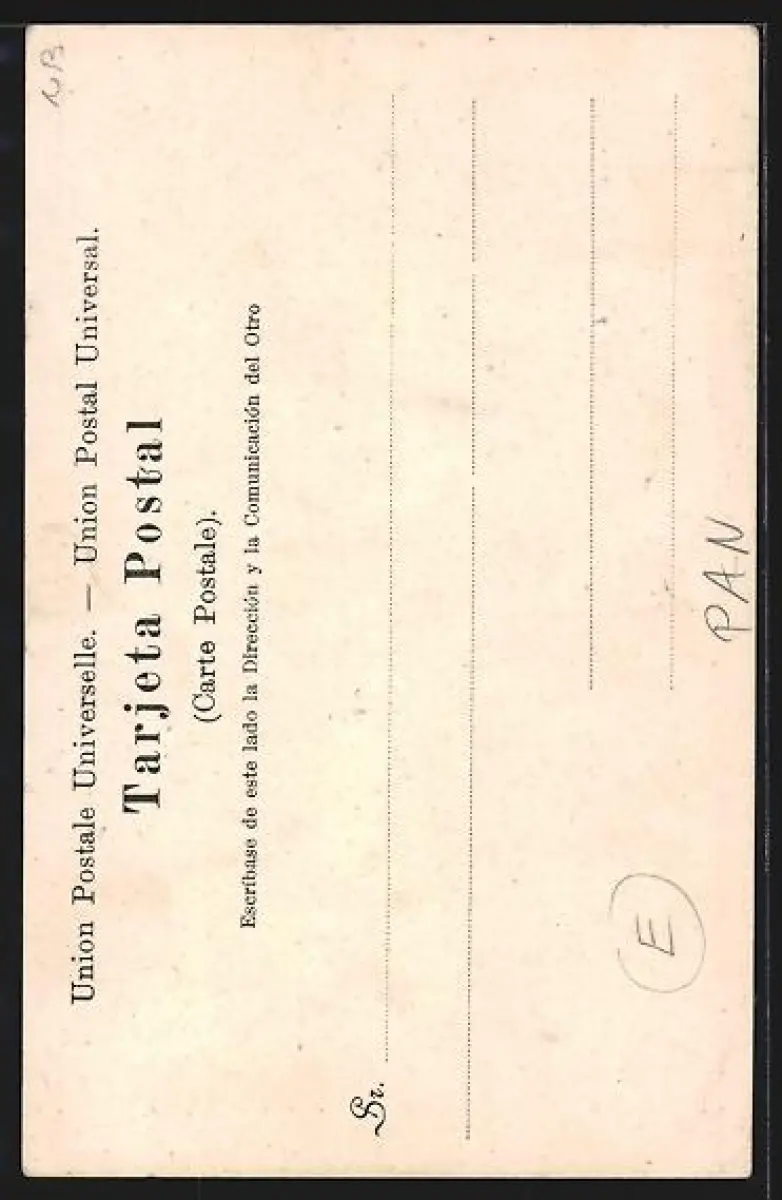 Union Postale Universelle. — Union Postal Universal.
Tarjeta Postal
(Carte Postale).
Escríbase de este lado la Dirección y la Comunicación del Otro
Sr.
E
PAN